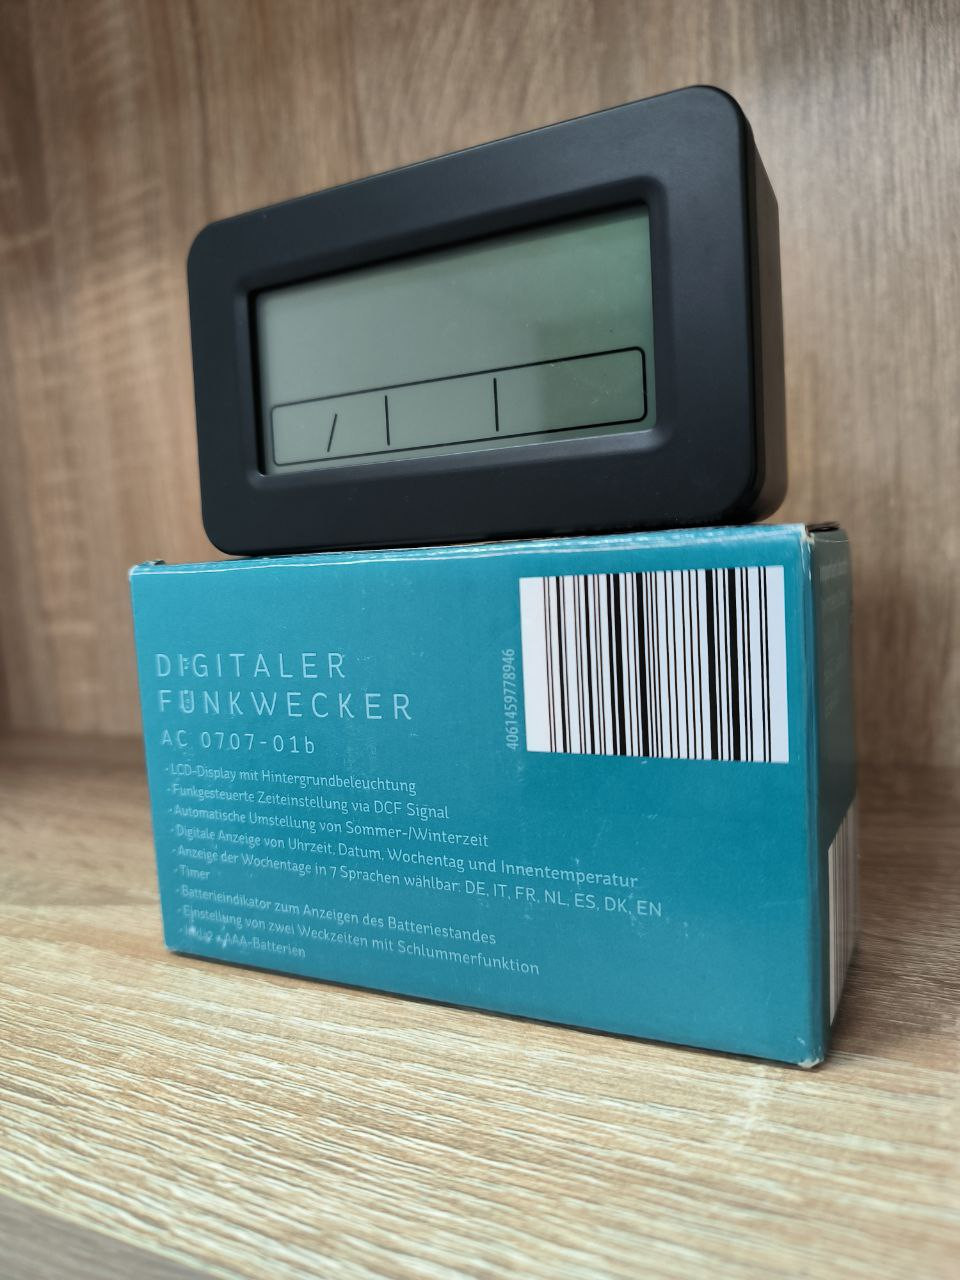 DIGITALER
FUNKWECKER
AC 0707-01b
-LCD-Display mit Hintergrundbeleuchtung
-Funkgesteuerte Zeiteinstellung via DCF Signal
-Automatische Umstellung von Sommer-/Winterzeit
-Digitale Anzeige von Uhrzeit, Datum, Wochentag und Innentemperatur
-Anzeige der Wochentage in 7 Sprachen wählbar: DE, IT, FR, NL, ES, DK, EN
-Timer
-Batterieindikator zum Anzeigen des Batteriestandes
-Einstellung von zwei Weckzeiten mit Schlummerfunktion
AAA-Batterien
4061459778946